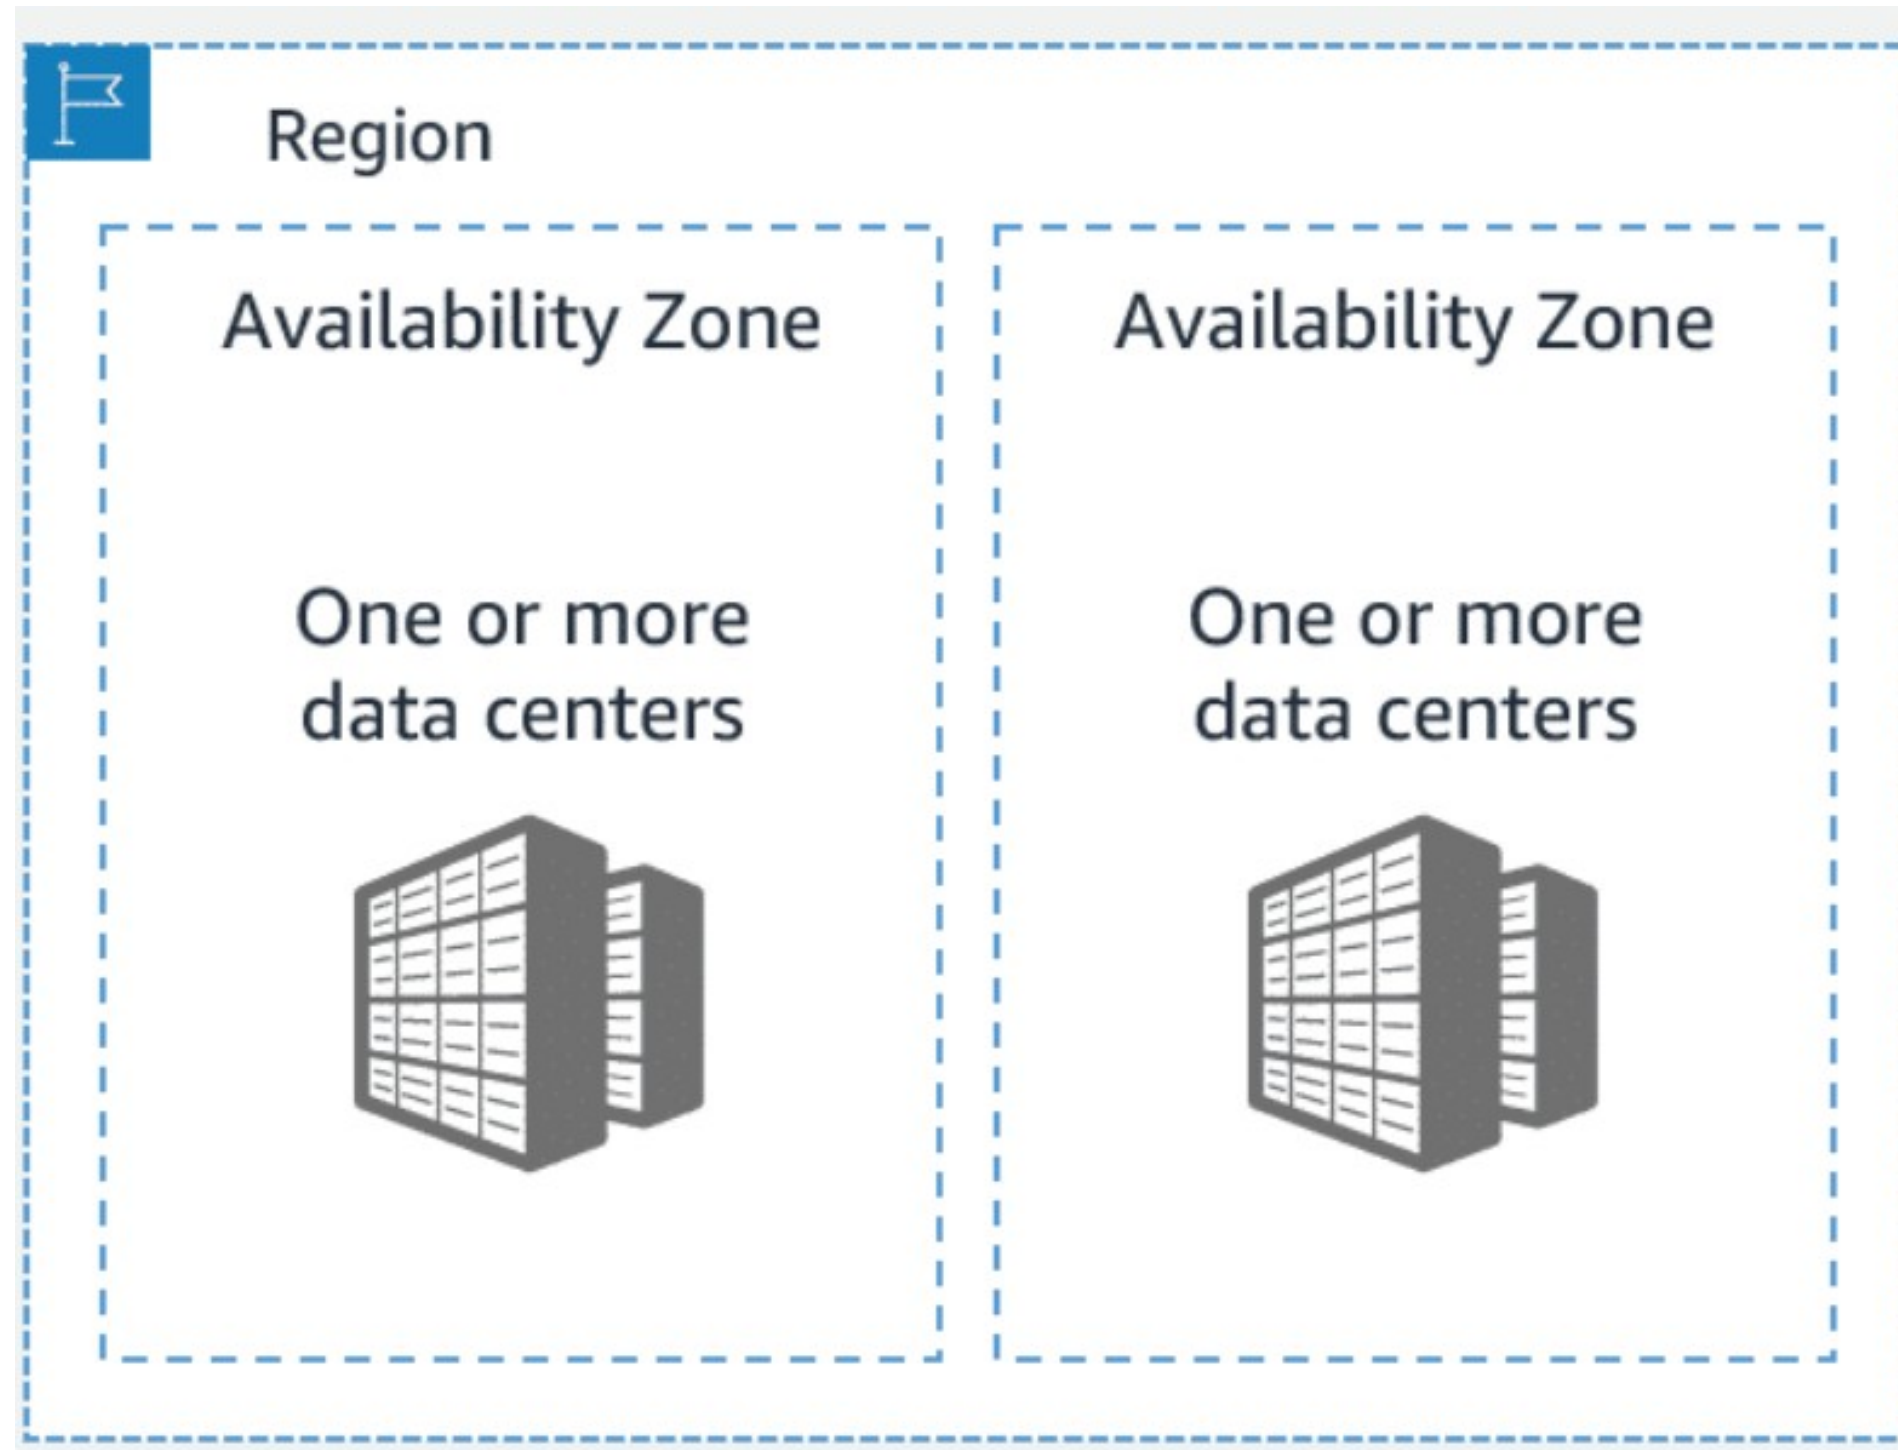 Region
Availability Zone
One or more
data centers
Availability Zone
One or more
data centers